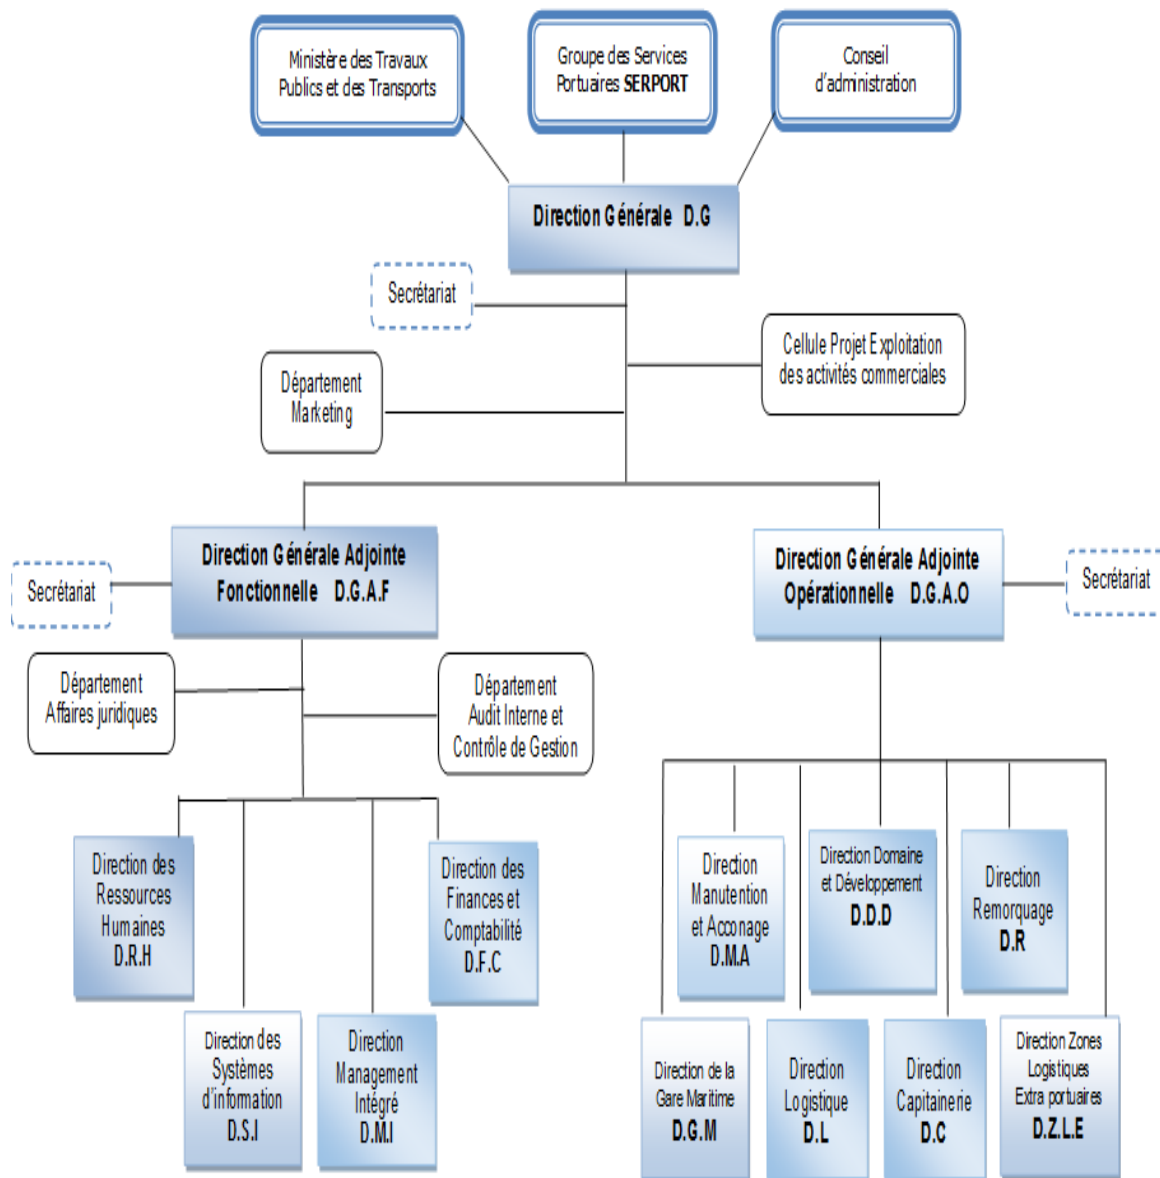 Ministère des Travaux
Publics et des Transports
Groupe des Services
Portuaires SERPORT
Conseil
d'administration
Direction Générale D.G
Secrétariat
Cellule Projet Exploitation
des activités commerciales
Département
Marketing
Direction Générale Adjointe
Fonctionnelle D.G.A.F
Direction Générale Adjointe
Opérationnelle D.G.A.O
Secrétariat
Secrétariat
Département
Affaires juridiques
Département
Audit Interne et
Contrôle de Gestion
Direction des
Ressources
Humaines
D.R.H
Direction des
Finances et
Comptabilité
D.F.C
Direction
Manutention
et Acconage
D.M.A
Direction Domaine
et Développement
D.D.D
Direction
Remorquage
D.R
Direction des
Systèmes
d'information
D.S.I
Direction
Management
Intégré
D.M.I
Direction de la
Gare Maritime
D.G.M
Direction
Logistique
D.L
Direction
Capitainerie
D.C
Direction Zones
Logistiques
Extra portuaires
D.Z.L.E